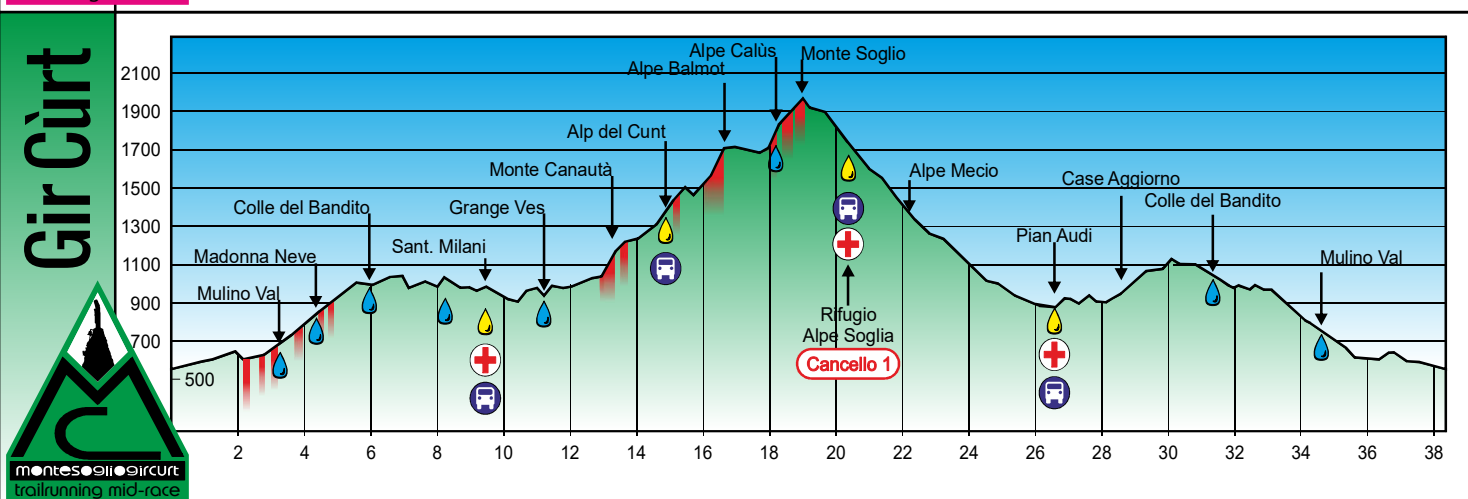 Gir Cùrt
Alpe Calùs
Monte Soglio
Alpe Balmot
2100
1900
Alp del Cunt
1700
Monte Canautà
Alpe Mecio
Case Aggiorno
1500
Colle del Bandito
Grange Ves
Colle del Bandito
1300
Sant. Milani
Pian Audi
Madonna Neve
Mulino Val
1100
Mulino Val
900
Rifugio
Alpe Soglia
700
Cancello 1
500
2 4 6 8 10 12 14 16 18 20 22 24 26 28 30 32 34 36 38
montesogliogircurt
trailrunning mid-race